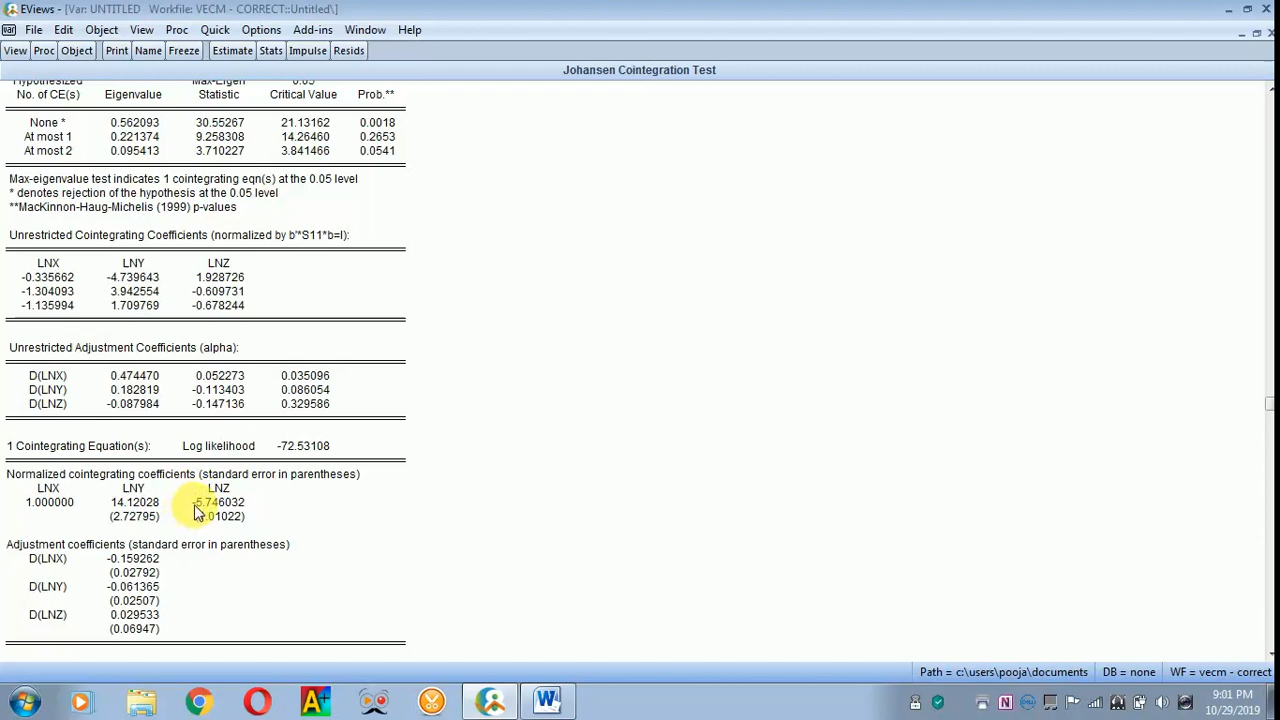 EViews - [Var: UNTITLED Workfile: VECM - CORRECT::Untitled\]
var File Edit Object View Proc Quick Options Add-ins Window Help
View Proc Object Print Name Freeze Estimate Stats Impulse Resids
Johansen Cointegration Test
Hypothesized Max-Eigen 0.05
No. of CE(s) Eigenvalue Statistic Critical Value Prob.**
None * 0.562093 30.55267 21.13162 0.0018
At most 1 0.221374 9.258308 14.26460 0.2653
At most 2 0.095413 3.710227 3.841466 0.0541
Max-eigenvalue test indicates 1 cointegrating eqn(s) at the 0.05 level
* denotes rejection of the hypothesis at the 0.05 level
**MacKinnon-Haug-Michelis (1999) p-values
Unrestricted Cointegrating Coefficients (normalized by b'*S11*b=I):
LNX LNY LNZ
-0.335662 -4.739643 1.928726
-1.304093 3.942554 -0.609731
-1.135994 1.709769 -0.678244
Unrestricted Adjustment Coefficients (alpha):
D(LNX) 0.474470 0.052273 0.035096
D(LNY) 0.182819 -0.113403 0.086054
D(LNZ) -0.087984 -0.147136 0.329586
1 Cointegrating Equation(s): Log likelihood -72.53108
Normalized cointegrating coefficients (standard error in parentheses)
LNX LNY LNZ
1.000000 14.12028 -5.746032
(2.72795) .01022)
Adjustment coefficients (standard error in parentheses)
D(LNX) -0.159262
(0.02792)
D(LNY) -0.061365
(0.02507)
D(LNZ) 0.029533
(0.06947)
Path = c:\users\pooja\documents DB = none WF = vecm - correct
9:01 PM
10/29/2019